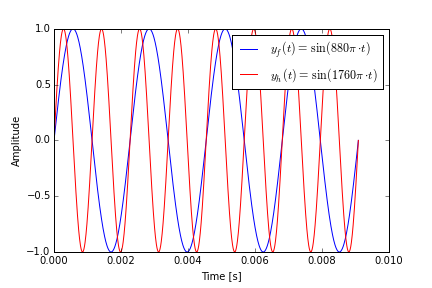 1.0
0.5
0.0
−0.5
−1.0
Amplitude
y_f(t) = sin(880π·t)
y_h(t) = sin(1760π·t)
0.000 0.002 0.004 0.006 0.008 0.010
Time [s]